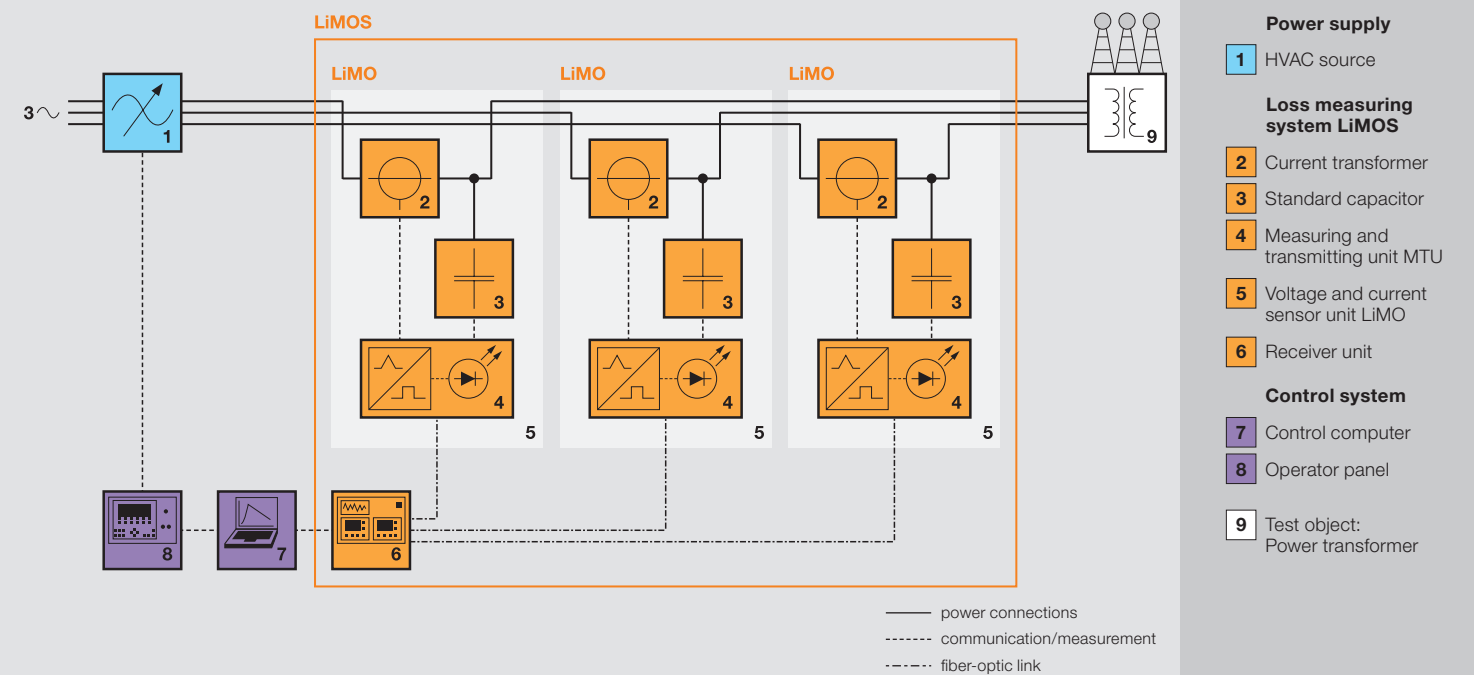 LiMOS
LiMO
LiMO
LiMO
3~
1
2
2
2
9
3
3
3
4
4
4
5
5
5
8
7
6
power connections
communication/measurement
fiber-optic link
Power supply
1 HVAC source
Loss measuring
system LiMOS
2 Current transformer
3 Standard capacitor
4 Measuring and
transmitting unit MTU
5 Voltage and current
sensor unit LiMO
6 Receiver unit
Control system
7 Control computer
8 Operator panel
9 Test object:
Power transformer